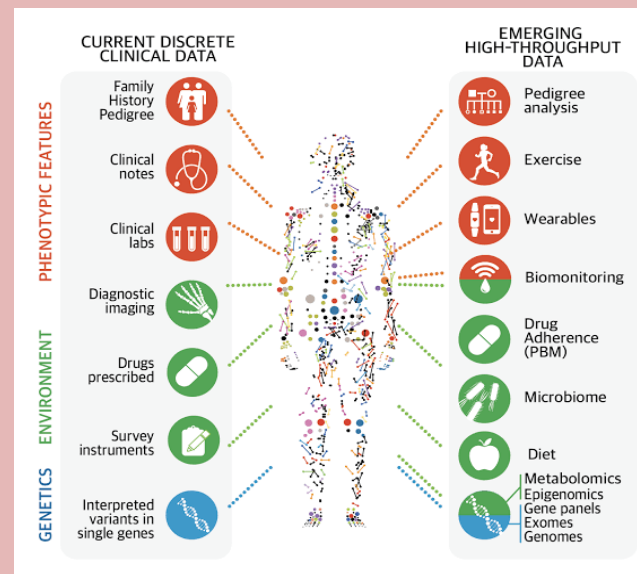 CURRENT DISCRETE
CLINICAL DATA
Family
History
Pedigree
Clinical
notes
Clinical
labs
Diagnostic
imaging
Drugs
prescribed
Survey
instruments
Interpreted
variants in
single genes
PHENOTYPIC FEATURES
ENVIRONMENT
GENETICS
EMERGING
HIGH-THROUGHPUT
DATA
Pedigree
analysis
Exercise
Wearables
Biomonitoring
Drug
Adherence
(PBM)
Microbiome
Diet
Metabolomics
Epigenomics
Gene panels
Exomes
Genomes